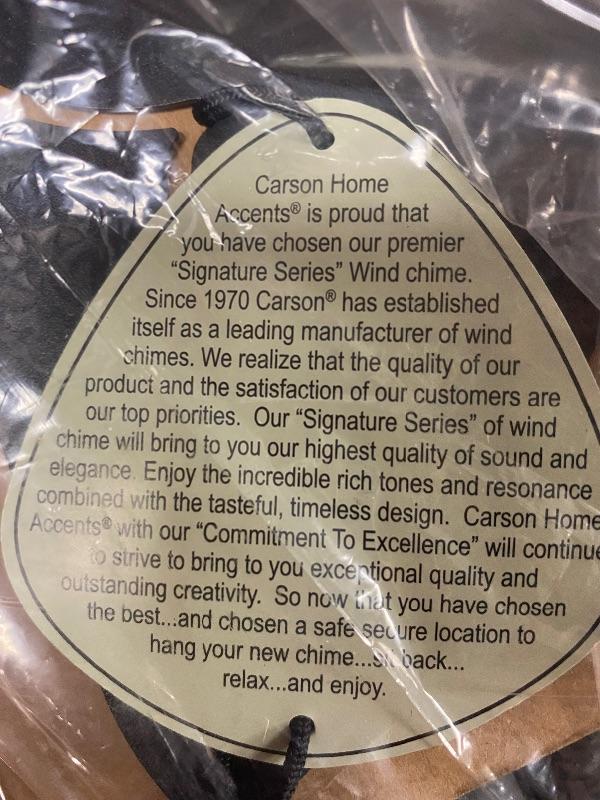 Carson Home
Accents® is proud that
you have chosen our premier
“Signature Series” Wind chime.
Since 1970 Carson® has established
itself as a leading manufacturer of wind
chimes. We realize that the quality of our
product and the satisfaction of our customers are
our top priorities. Our “Signature Series” of wind
chime will bring to you our highest quality of sound and
elegance. Enjoy the incredible rich tones and resonance
combined with the tasteful, timeless design. Carson Home
Accents® with our “Commitment To Excellence” will continue
to strive to bring to you exceptional quality and
outstanding creativity. So now that you have chosen
the best...and chosen a safe secure location to
hang your new chime...sit back...
relax...and enjoy.